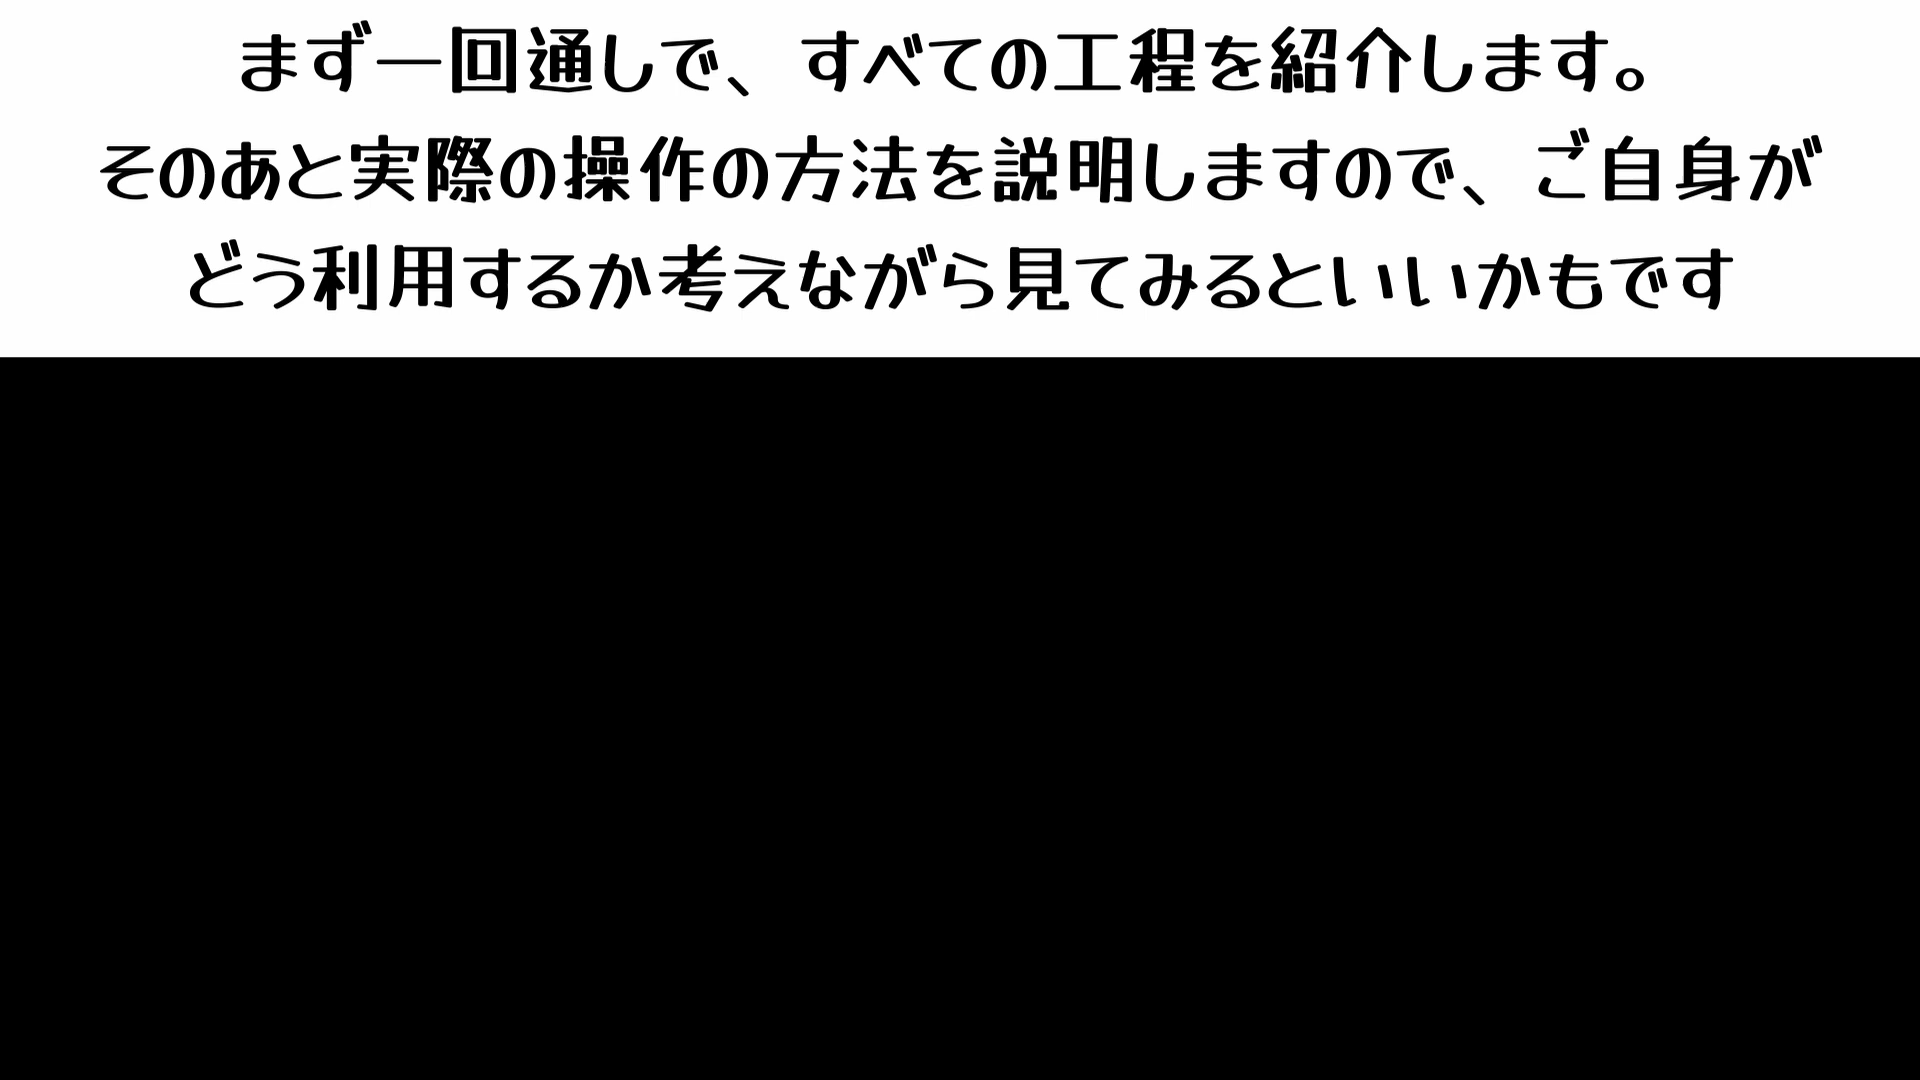 まず一回通しで、すべての工程を紹介します。
そのあと実際の操作の方法を説明しますので、ご自身が
どう利用するか考えながら見てみるといいかもです